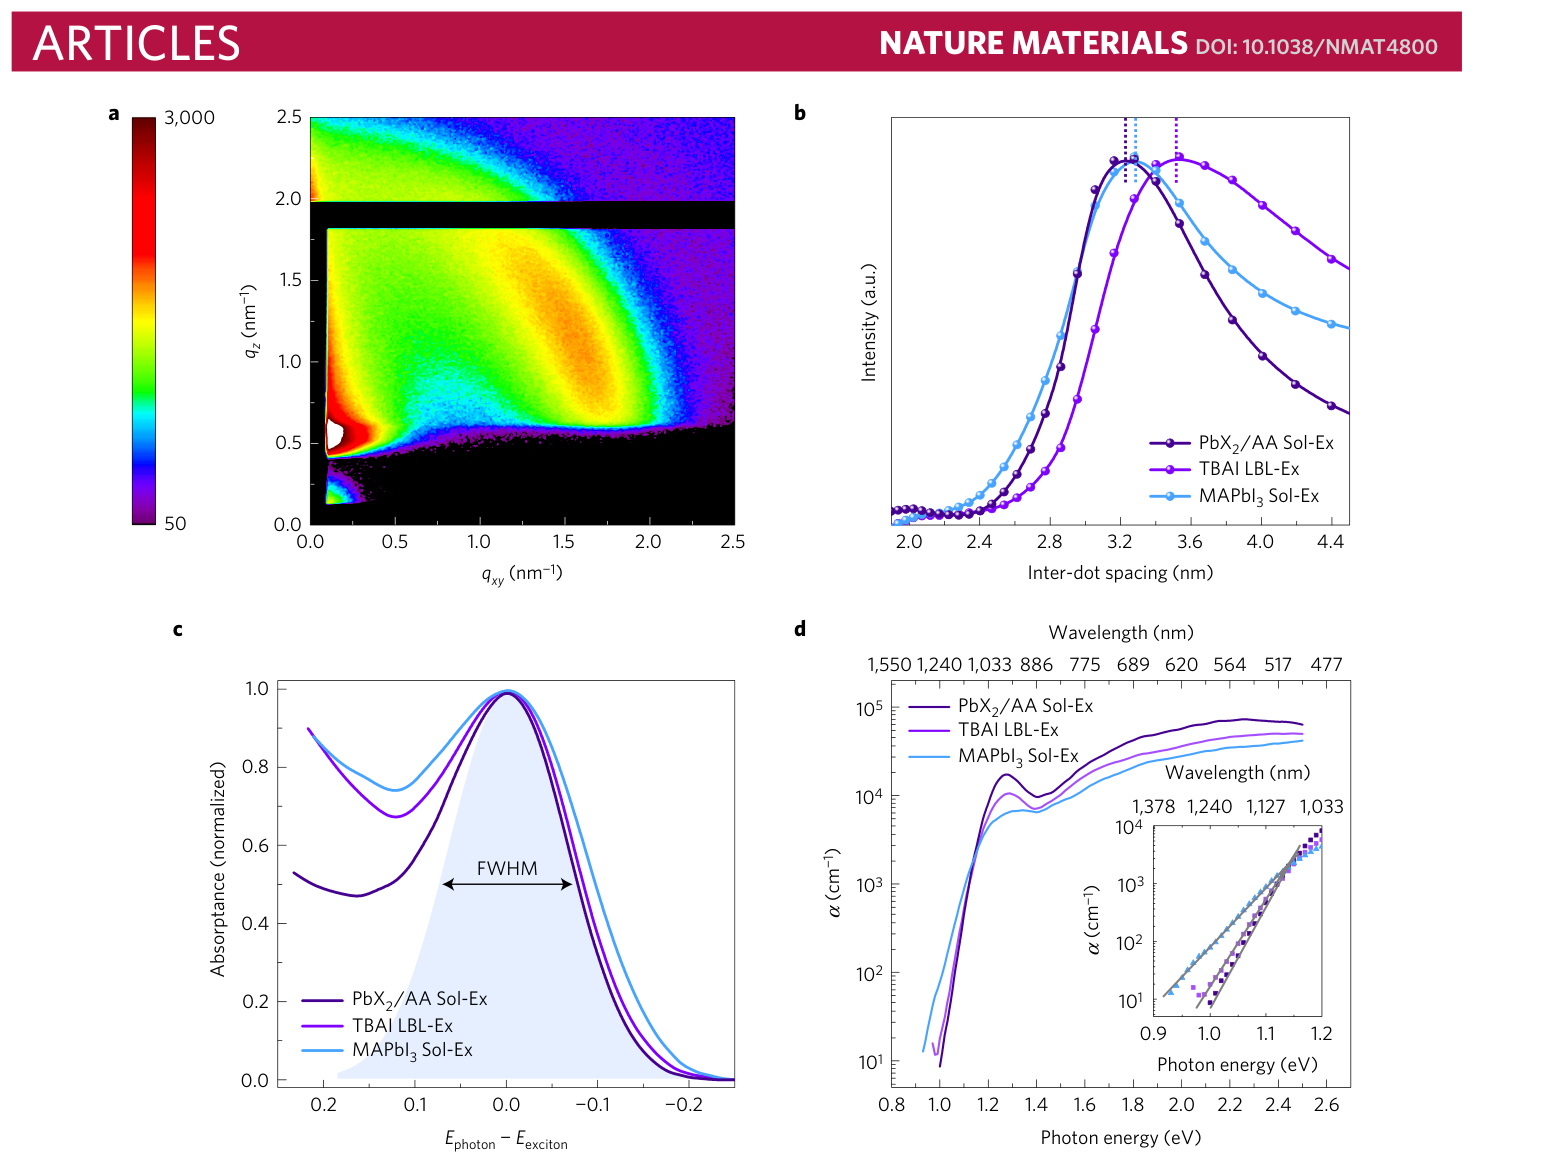 ARTICLES
NATURE MATERIALS DOI: 10.1038/NMAT4800
a
3,000
50
2.5
2.0
1.5
1.0
0.5
0.0
q_z (nm⁻¹)
0.0 0.5 1.0 1.5 2.0 2.5
q_xy (nm⁻¹)
b
Intensity (a.u.)
PbX₂/AA Sol-Ex
TBAI LBL-Ex
MAPbI₃ Sol-Ex
2.0 2.4 2.8 3.2 3.6 4.0 4.4
Inter-dot spacing (nm)
c
1.0
0.8
0.6
0.4
0.2
0.0
Absorptance (normalized)
FWHM
PbX₂/AA Sol-Ex
TBAI LBL-Ex
MAPbI₃ Sol-Ex
0.2 0.1 0.0 −0.1 −0.2
E_photon − E_exciton
d
Wavelength (nm)
1,550 1,240 1,033 886 775 689 620 564 517 477
10⁵
10⁴
10³
10²
10¹
α (cm⁻¹)
PbX₂/AA Sol-Ex
TBAI LBL-Ex
MAPbI₃ Sol-Ex
Wavelength (nm)
1,378 1,240 1,127 1,033
10⁴
10³
10²
10¹
α (cm⁻¹)
0.9 1.0 1.1 1.2
Photon energy (eV)
0.8 1.0 1.2 1.4 1.6 1.8 2.0 2.2 2.4 2.6
Photon energy (eV)